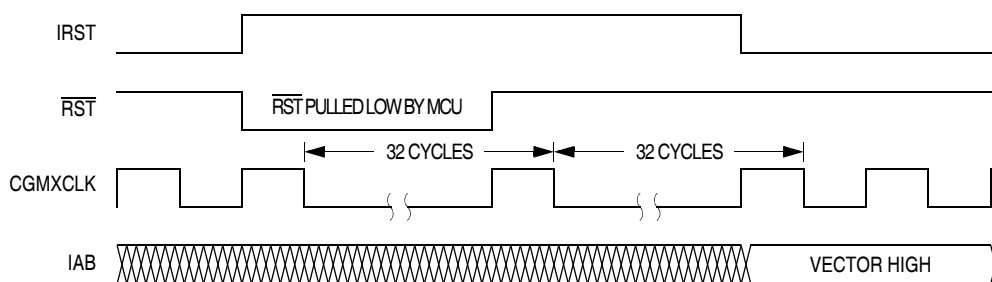 IRST
RST
RST PULLED LOW BY MCU
32 CYCLES
32 CYCLES
CGMXCLK
IAB
VECTOR HIGH